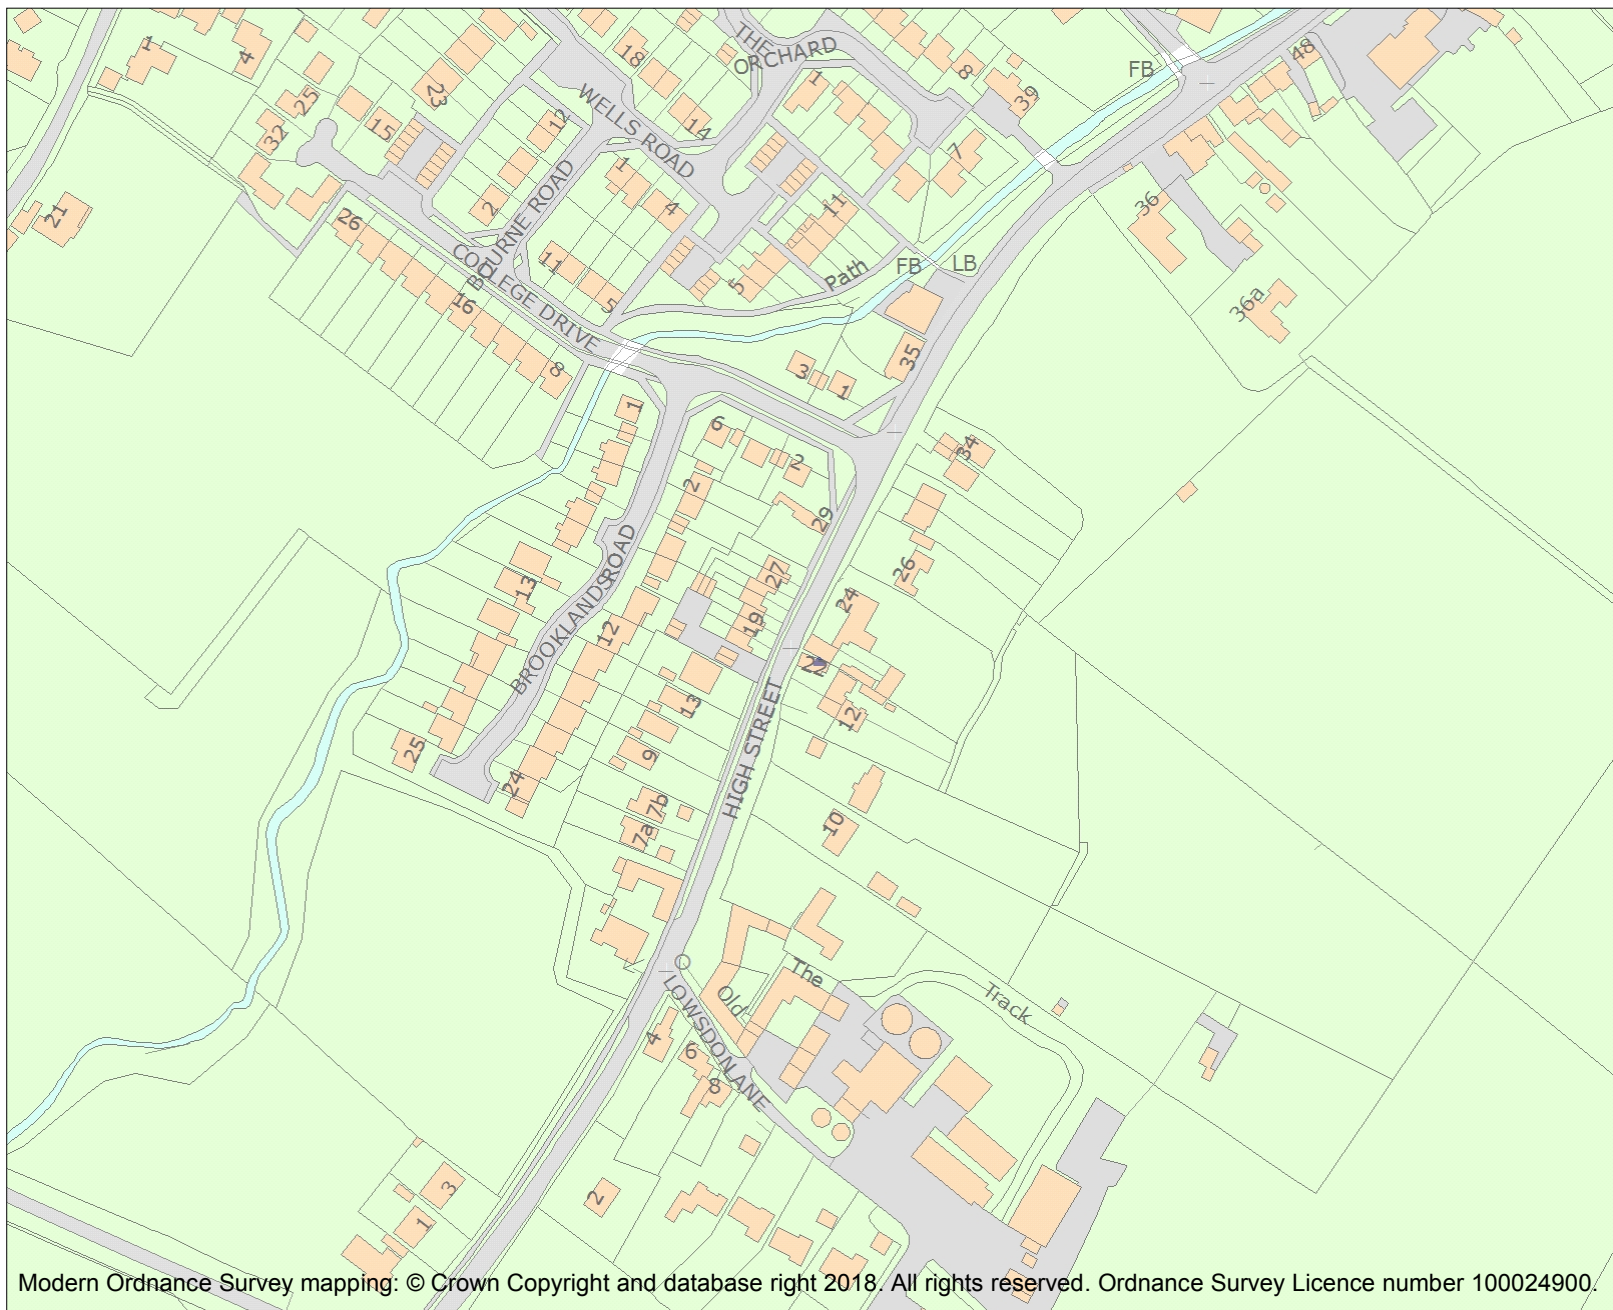 1
4
18
THE
ORCHARD
8
48
FB
23
25
39
1
WELLS ROAD
12
15
14
32
7
1
BOURNE ROAD
2
4
11
36
21
26
LB
FB
COLLEGE DRIVE
11
Path
5
5
36a
16
35
3
1
8
1
6
2
34
2
29
BROOKLANDS ROAD
13
27
26
24
19
12
22
13
12
HIGH STREET
25
9
24
7b
7a
10
The
Old
Track
LOWSDON LANE
4
6
8
3
2
1
Modern Ordnance Survey mapping: © Crown Copyright and database right 2018. All rights reserved. Ordnance Survey Licence number 100024900.